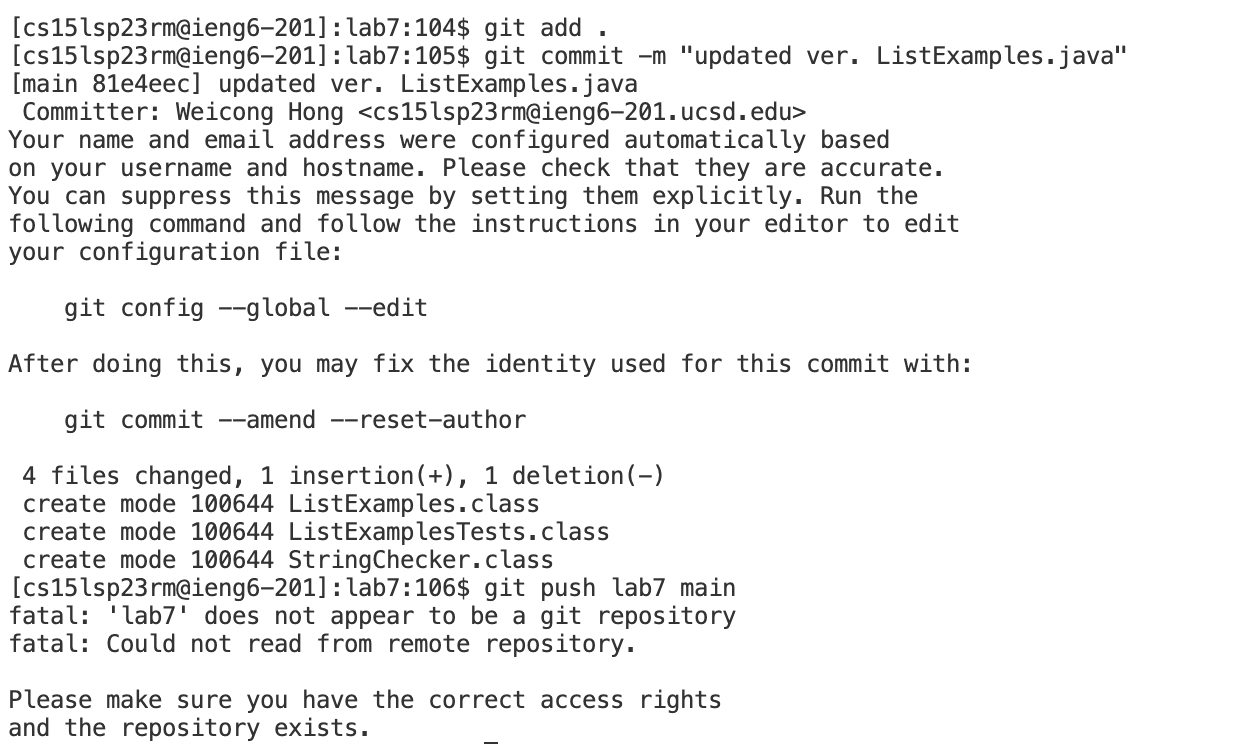 [cs15lsp23rm@ieng6-201]:lab7:104$ git add .
[cs15lsp23rm@ieng6-201]:lab7:105$ git commit -m "updated ver. ListExamples.java"
[main 81e4eec] updated ver. ListExamples.java
 Committer: Weicong Hong <cs15lsp23rm@ieng6-201.ucsd.edu>
Your name and email address were configured automatically based
on your username and hostname. Please check that they are accurate.
You can suppress this message by setting them explicitly. Run the
following command and follow the instructions in your editor to edit
your configuration file:

    git config --global --edit

After doing this, you may fix the identity used for this commit with:

    git commit --amend --reset-author

 4 files changed, 1 insertion(+), 1 deletion(-)
 create mode 100644 ListExamples.class
 create mode 100644 ListExamplesTests.class
 create mode 100644 StringChecker.class
[cs15lsp23rm@ieng6-201]:lab7:106$ git push lab7 main
fatal: 'lab7' does not appear to be a git repository
fatal: Could not read from remote repository.

Please make sure you have the correct access rights
and the repository exists.